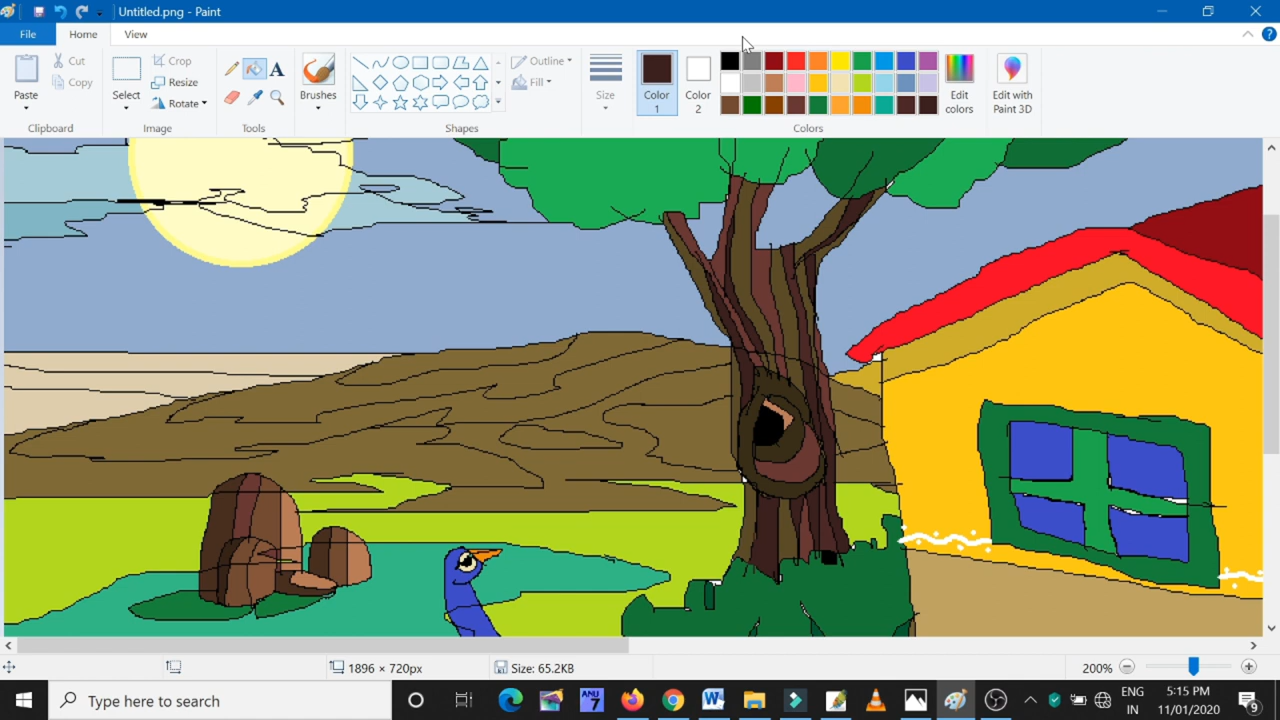 Untitled.png - Paint
File Home View
Paste
Cut
Copy
Clipboard
Select
Crop
Resize
Rotate
Image
A
Tools
Brushes
Outline
Fill
Shapes
Size
Color 1
Color 2
Edit colors
Colors
Edit with Paint 3D
1896 × 720px
Size: 65.2KB
200%
Type here to search
ANU 7
ENG IN
5:15 PM
11/01/2020
9